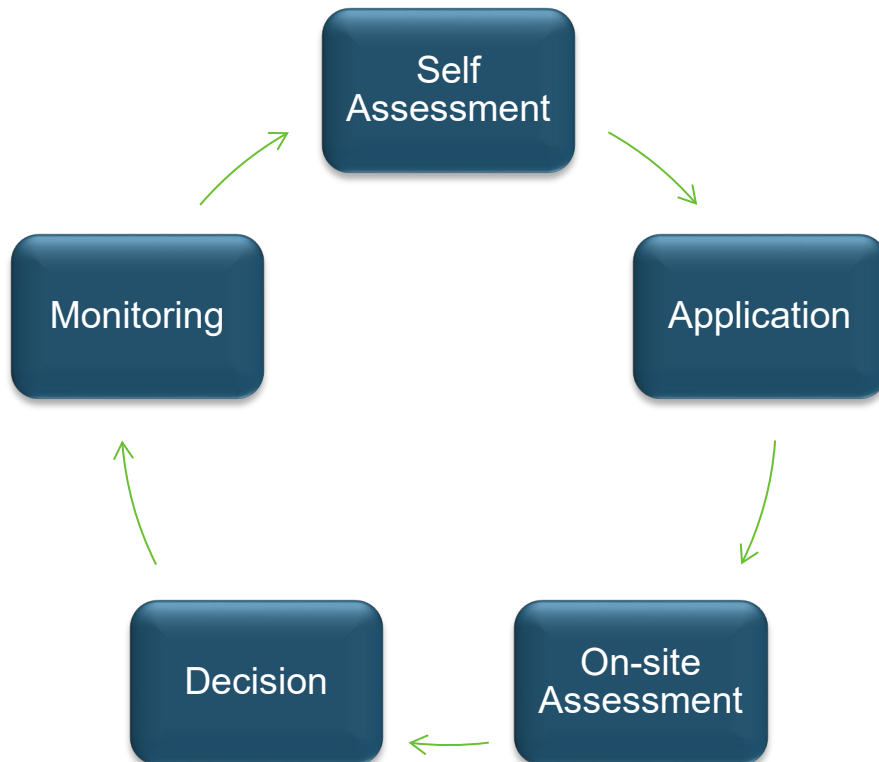 Self
Assessment
Application
On-site
Assessment
Decision
Monitoring